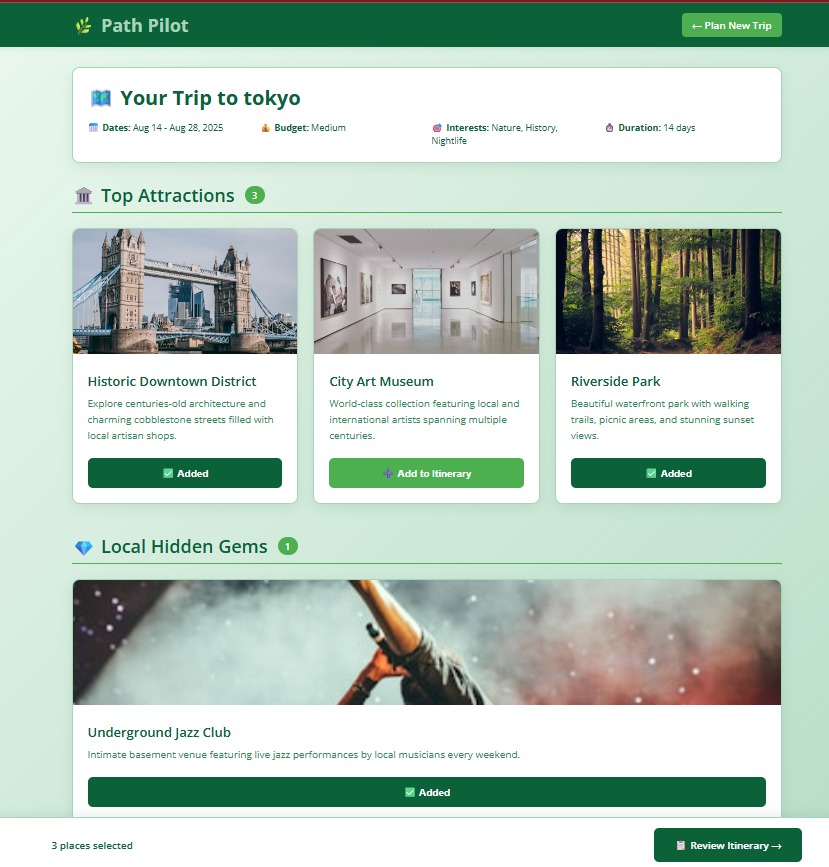 Path Pilot
← Plan New Trip
Your Trip to tokyo
Dates: Aug 14 - Aug 28, 2025
Budget: Medium
Interests: Nature, History,
Nightlife
Duration: 14 days
Top Attractions 3
Historic Downtown District
Explore centuries-old architecture and
charming cobblestone streets filled with
local artisan shops.
Added
City Art Museum
World-class collection featuring local and
international artists spanning multiple
centuries.
Add to Itinerary
Riverside Park
Beautiful waterfront park with walking
trails, picnic areas, and stunning sunset
views.
Added
Local Hidden Gems 1
Underground Jazz Club
Intimate basement venue featuring live jazz performances by local musicians every weekend.
Added
3 places selected
Review Itinerary →